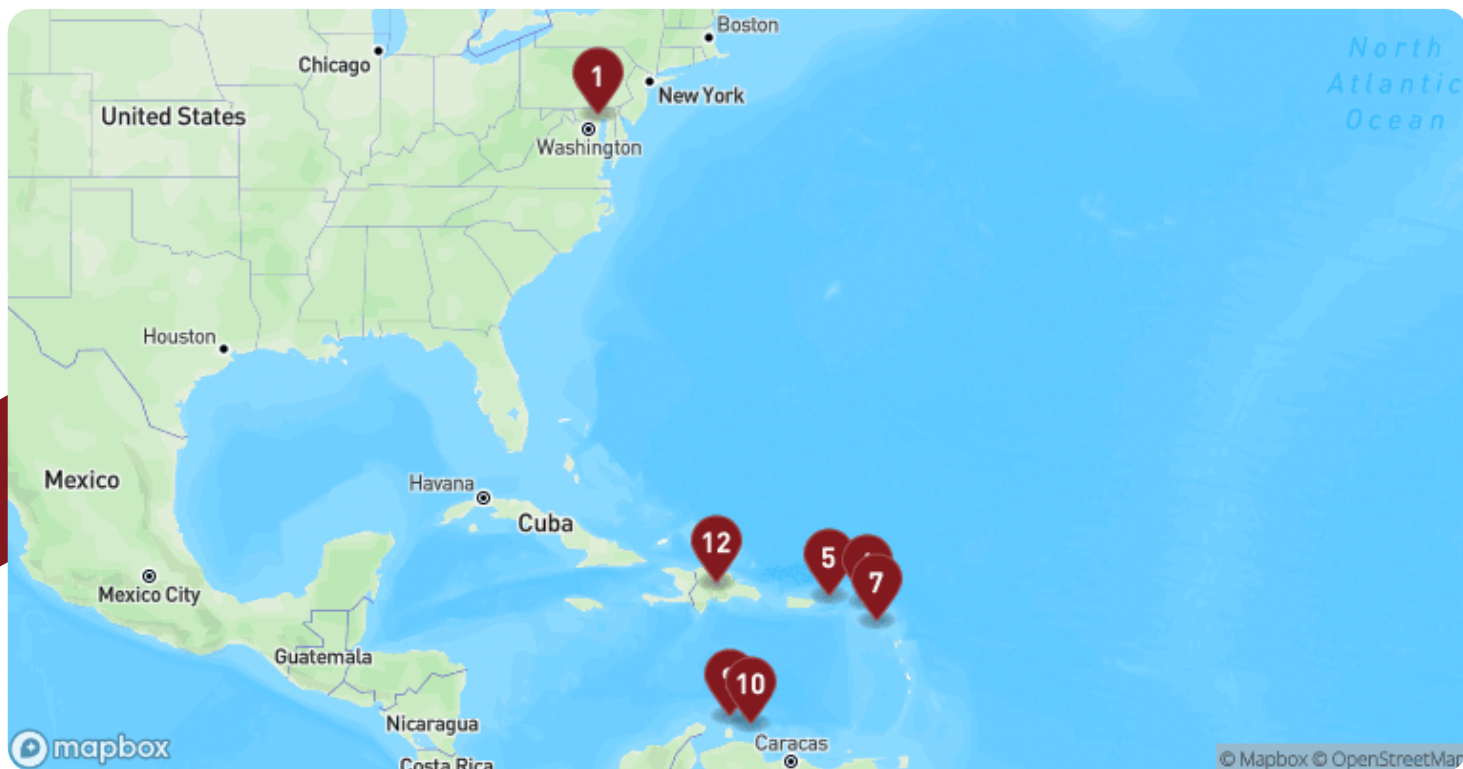 Boston
Chicago
1
New York
United States
Washington
North
Atlantic
Ocean
Houston
Mexico
Havana
Cuba
12
5
7
Mexico City
Guatemala
10
Nicaragua
Caracas
Costa Rica
mapbox
© Mapbox © OpenStreetMap